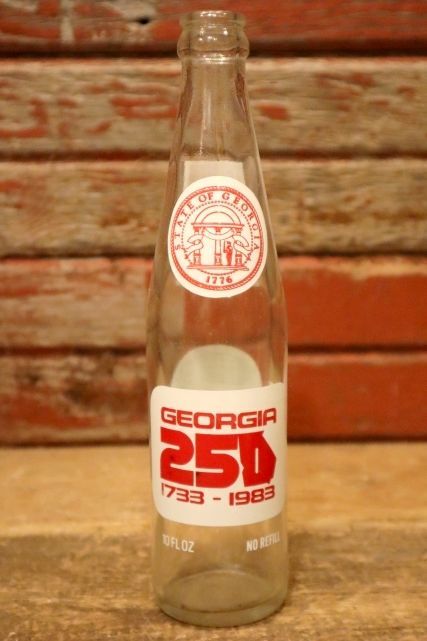 STATE OF GEORGIA
1776
GEORGIA
250
1733 - 1983
10 FL OZ
NO REFILL